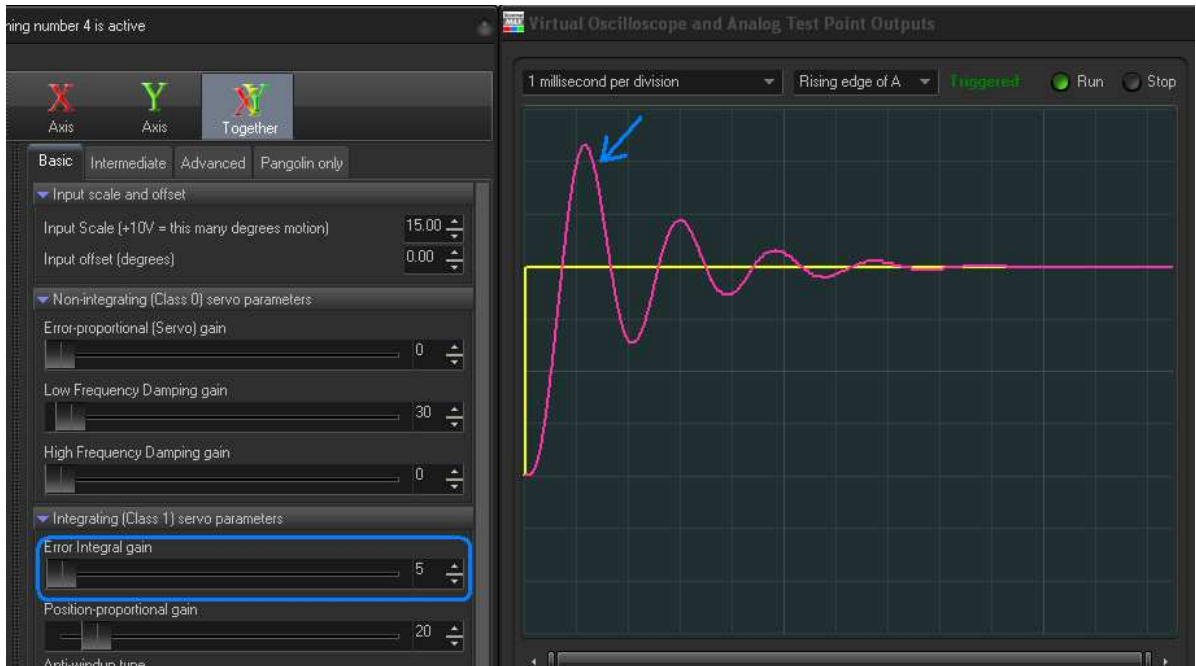 ning number 4 is active
Virtual Oscilloscope and Analog Test Point Outputs
1 millisecond per division
Rising edge of A
Triggered
Run
Stop
X
Y
XY
Axis
Axis
Together
Basic
Intermediate
Advanced
Pangolin only
Input scale and offset
Input Scale (+10V = this many degrees motion)
15.00
Input offset (degrees)
0.00
Non-integrating (Class 0) servo parameters
Error-proportional (Servo) gain
0
Low Frequency Damping gain
30
High Frequency Damping gain
0
Integrating (Class 1) servo parameters
Error Integral gain
5
Position-proportional gain
20
Anti-windup type